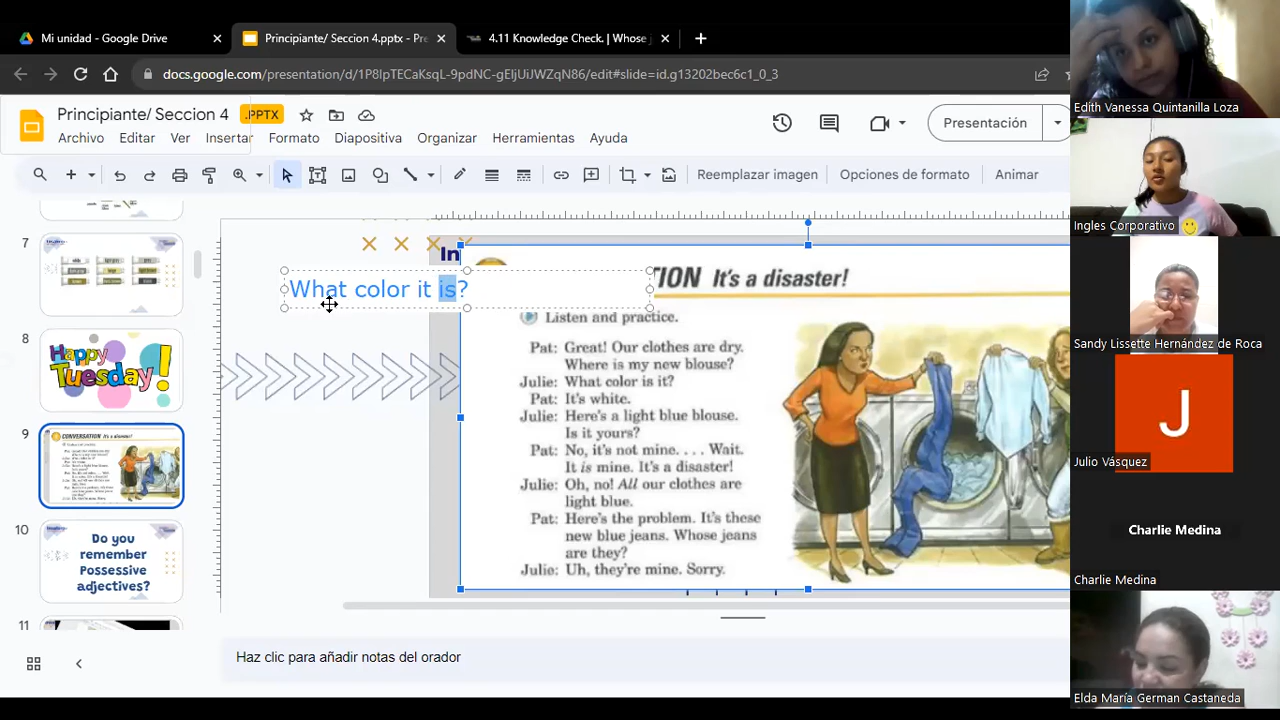 Mi unidad - Google Drive
Principiante/ Seccion 4.pptx - Pre
4.11 Knowledge Check. | Whose j
docs.google.com/presentation/d/1P8IpTECaKsqL-9pdNC-gEljUiJWZqN86/edit#slide=id.g13202bec6c1_0_3
Principiante/ Seccion 4
.PPTX
Archivo Editar Ver Insertar Formato Diapositiva Organizar Herramientas Ayuda
Presentación
Reemplazar imagen
Opciones de formato
Animar
7
8
Happy
Tuesday!
9
CONVERSATION It's a disaster!
10
Do you
remember
Possessive
adjectives?
11
In
What color it is?
TION It's a disaster!
Listen and practice.
Pat: Great! Our clothes are dry.
Where is my new blouse?
Julie: What color is it?
Pat: It's white.
Julie: Here's a light blue blouse.
Is it yours?
Pat: No, it's not mine. . . . Wait.
It is mine. It's a disaster!
Julie: Oh, no! All our clothes are
light blue.
Pat: Here's the problem. It's these
new blue jeans. Whose jeans
are they?
Julie: Uh, they're mine. Sorry.
Haz clic para añadir notas del orador
Edith Vanessa Quintanilla Loza
Ingles Corporativo
Sandy Lissette Hernández de Roca
J
Julio Vásquez
Charlie Medina
Charlie Medina
Elda María German Castaneda